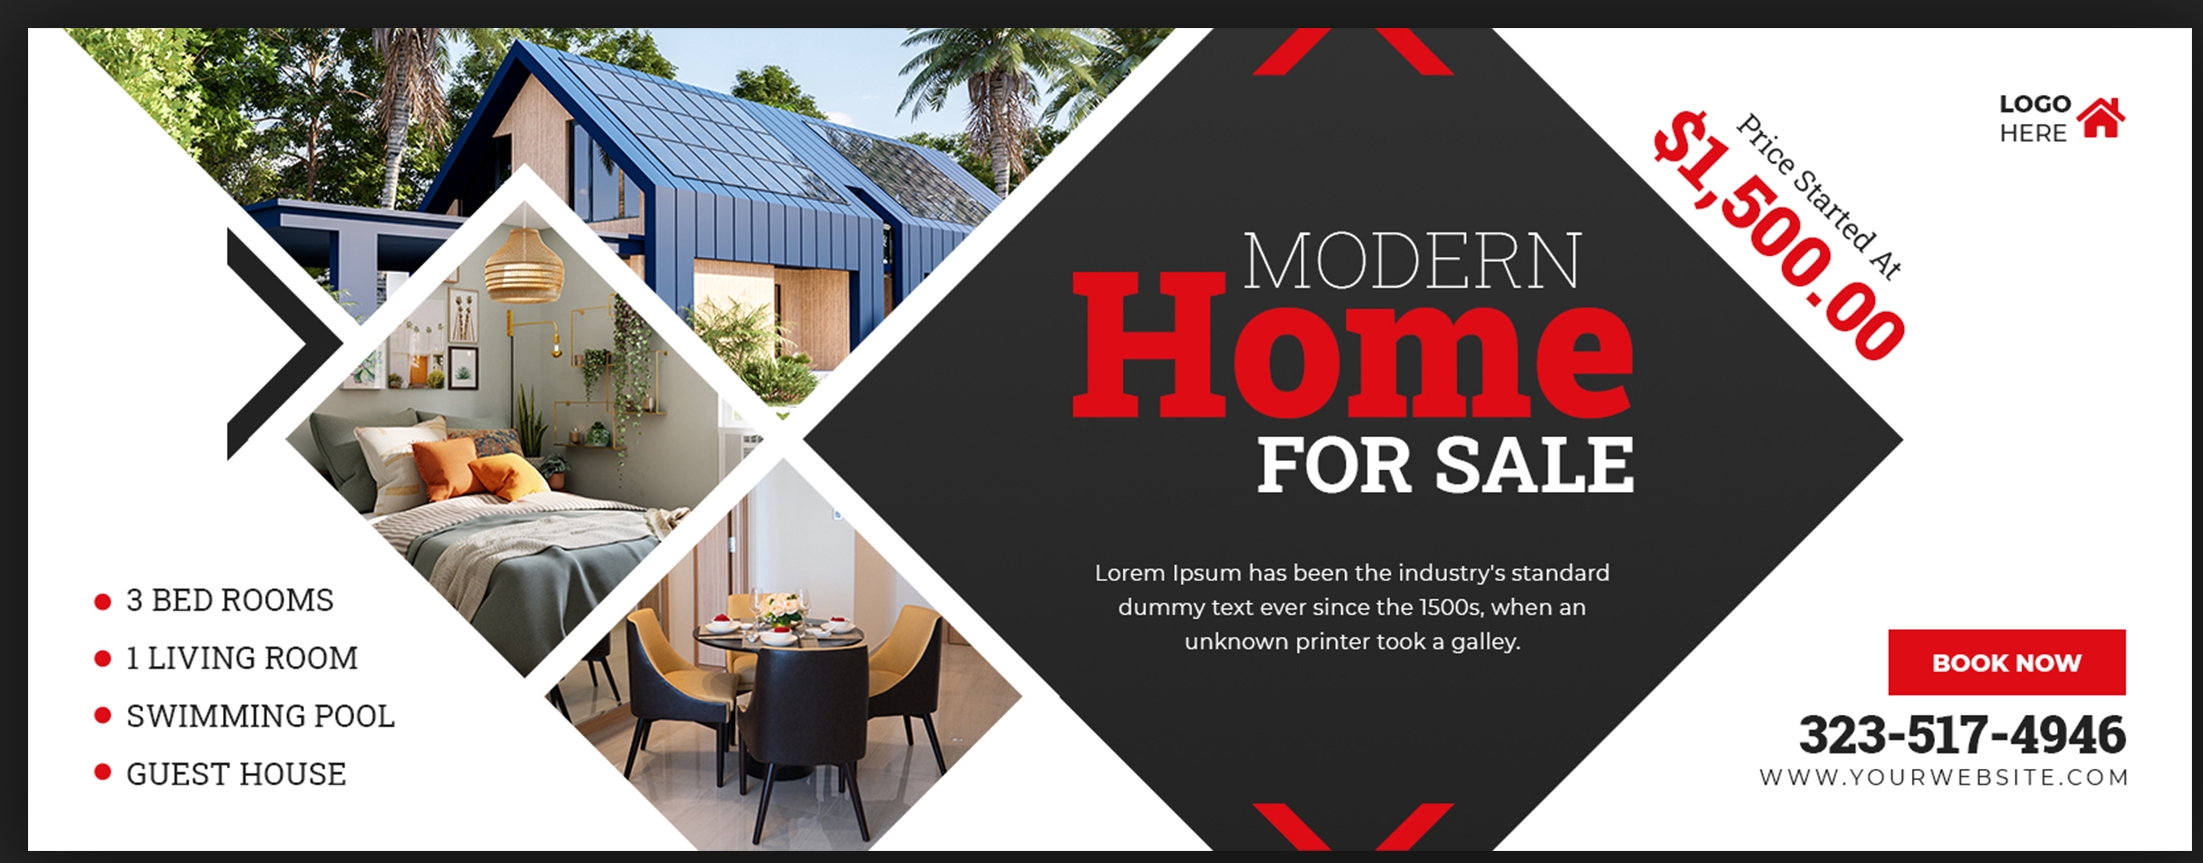 LOGO
HERE
Price Started At
$1,500.00
MODERN
Home
FOR SALE
Lorem Ipsum has been the industry's standard
dummy text ever since the 1500s, when an
unknown printer took a galley.
3 BED ROOMS
1 LIVING ROOM
SWIMMING POOL
GUEST HOUSE
BOOK NOW
323-517-4946
WWW.YOURWEBSITE.COM